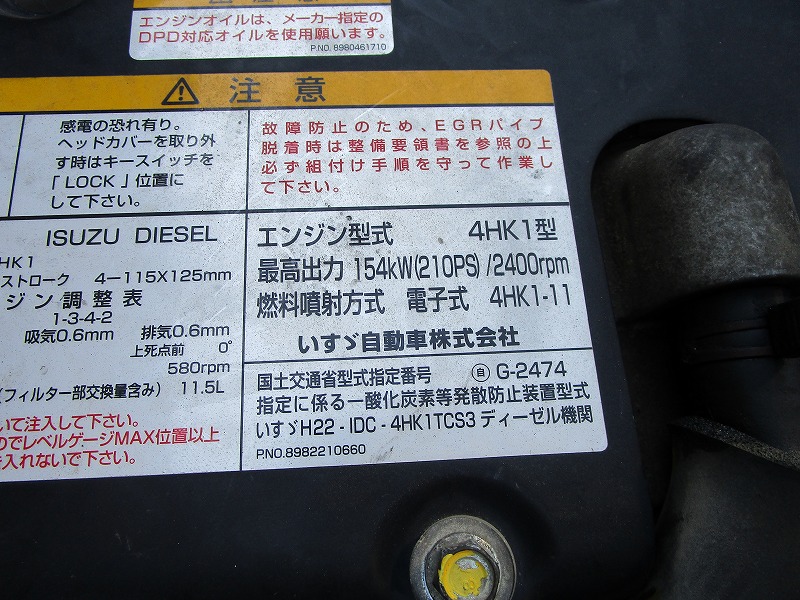 エンジンオイルは、メーカー指定の
DPD対応オイルを使用願います。
P.NO. 8980461710
注意
感電の恐れ有り。
ヘッドカバーを取り外
す時はキースイッチを
「LOCK」位置に
して下さい。
故障防止のため、EGRパイプ
脱着時は整備要領書を参照の上
必ず組付け手順を守って作業し
て下さい。
ISUZU DIESEL
HK1
ストローク 4－115X125mm
ジン調整表
1-3-4-2
吸気0.6mm 排気0.6mm
上死点前 0°
580rpm
(フィルター部交換量含み) 11.5L
いて注入して下さい。
のでレベルゲージMAX位置以上
を入れないで下さい。
エンジン型式 4HK1型
最高出力 154kW(210PS) /2400rpm
燃料噴射方式 電子式 4HK1-11
いすゞ自動車株式会社
国土交通省型式指定番号 自 G-2474
指定に係る一酸化炭素等発散防止装置型式
いすゞH22 - IDC - 4HK1TCS3 ディーゼル機関
P.NO.8982210660